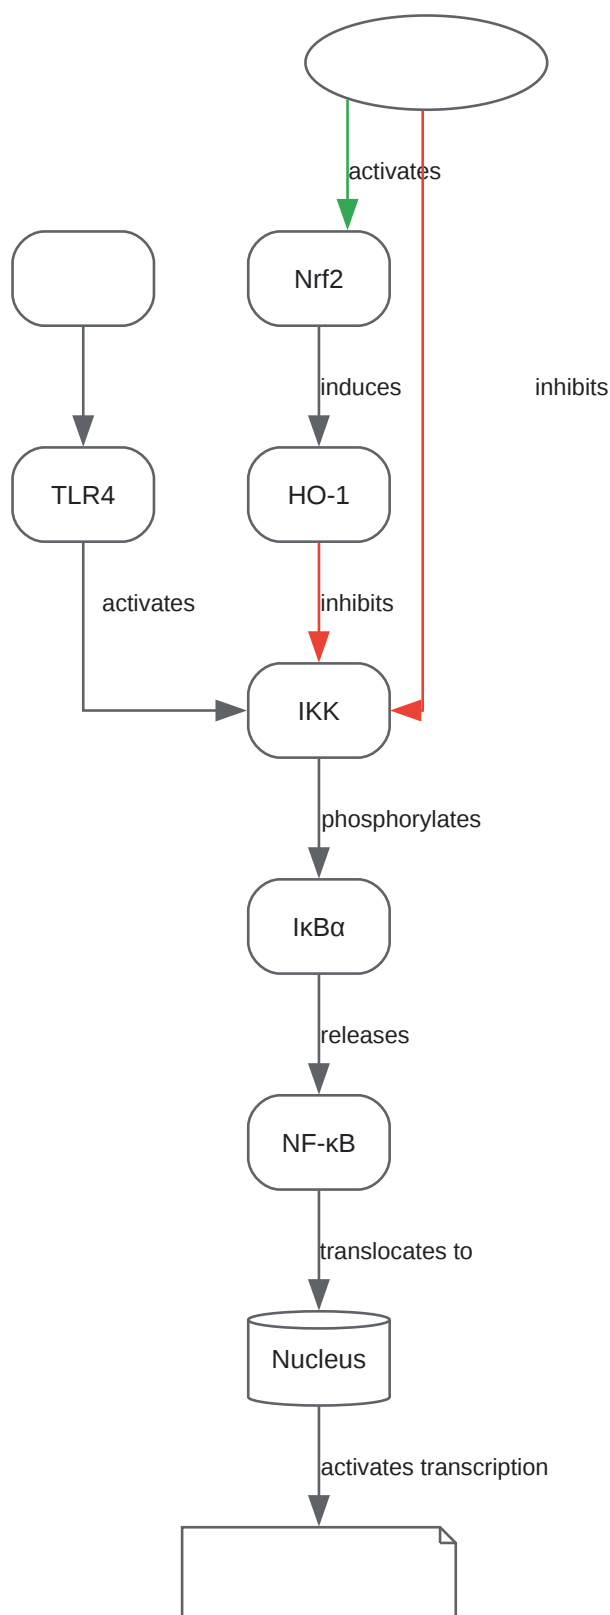 activates
Nrf2
induces
inhibits
TLR4
HO-1
activates
inhibits
IKK
phosphorylates
IκBα
releases
NF-κB
translocates to
Nucleus
activates transcription